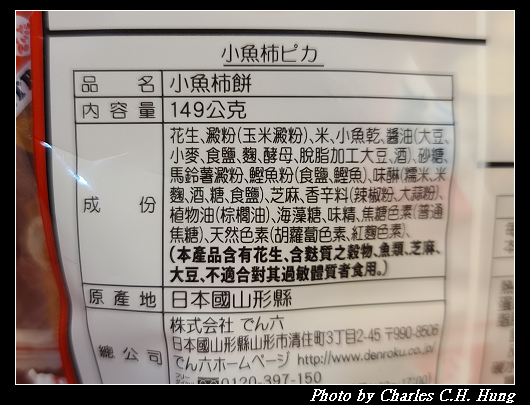 小魚柿ピカ
品 名 小魚柿餅
內容量 149公克
成 份 花生、澱粉(玉米澱粉)、米、小魚乾、醬油(大豆、
小麥、食鹽、麴、酵母、脫脂加工大豆、酒)、砂糖、
馬鈴薯澱粉、鰹魚粉(食鹽、鰹魚)、味醂(糯米、米
麴、酒、糖、食鹽)、芝麻、香辛料(辣椒粉、大蒜粉)、
植物油(棕櫚油)、海藻糖、味精、焦糖色素(普通
焦糖)、天然色素(胡蘿蔔色素、紅麴色素)、
(本產品含有花生、含麩質之穀物、魚類、芝麻、
大豆、不適合對其過敏體質者食用。)
原產地 日本國山形縣
總公司 株式会社 でん六
日本國山形縣山形市清住町3丁目2-45 〒990-8506
でん六ホームページ http://www.denroku.co.jp/
0120-397-150
Photo by Charles C.H. Hung